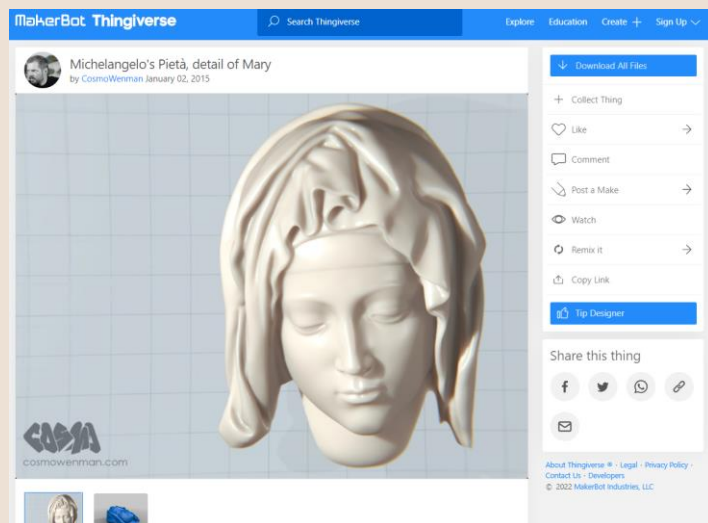 MakerBot Thingiverse
Search Thingiverse
Explore Education Create + Sign Up
Michelangelo's Pietà, detail of Mary
by CosmoWenman January 02, 2015
Download All Files
Collect Thing
Like
Comment
Post a Make
Watch
Remix it
Copy Link
Tip Designer
Share this thing
COSMO
cosmowenman.com
About Thingiverse ® · Legal · Privacy Policy ·
Contact Us · Developers
© 2022 MakerBot Industries, LLC